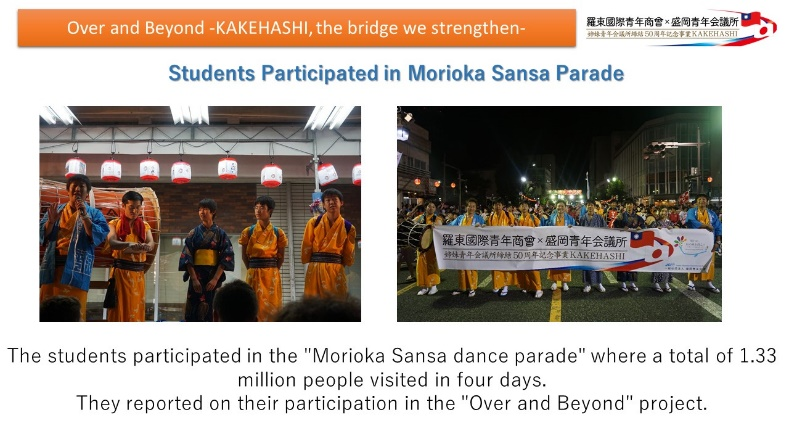 Over and Beyond -KAKEHASHI, the bridge we strengthen-
羅東國際青年商會×盛岡青年会議所
姉妹青年会議所締結50周年記念事業KAKEHASHI
Students Participated in Morioka Sansa Parade
羅東國際青年商會×盛岡青年会議所
姉妹青年会議所締結50周年記念事業KAKEHASHI
The students participated in the "Morioka Sansa dance parade" where a total of 1.33
million people visited in four days.
They reported on their participation in the "Over and Beyond" project.